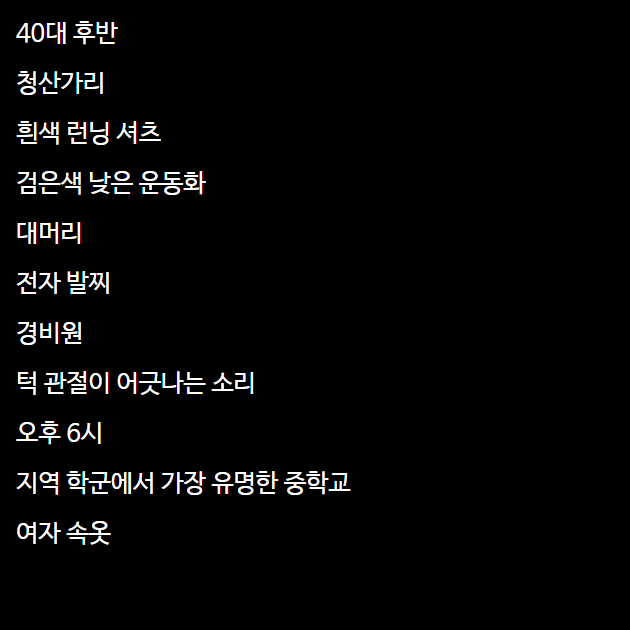 40대 후반
청산가리
흰색 런닝 셔츠
검은색 낮은 운동화
대머리
전자 발찌
경비원
턱 관절이 어긋나는 소리
오후 6시
지역 학군에서 가장 유명한 중학교
여자 속옷